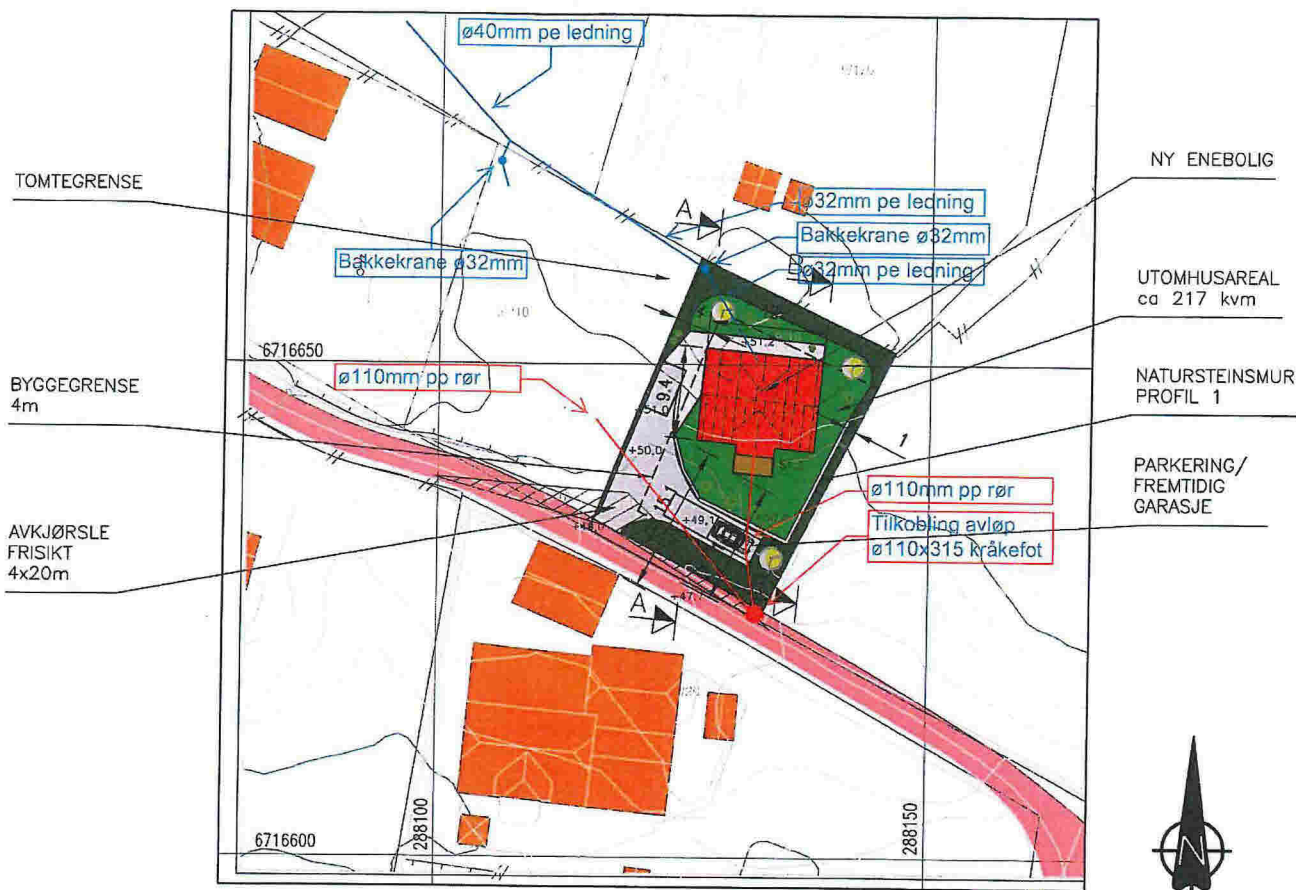 ø40mm pe ledning
TOMTEGRENSE
NY ENEBOLIG
A
ø32mm pe ledning
Bakkekrane ø32mm
Bakkekrane ø32mm
ø32mm pe ledning
UTOMHUSAREAL
ca 217 kvm
6716650
+51.2
BYGGEGRENSE
4m
ø110mm pp rør
9.4
NATURSTEINSMUR
PROFIL 1
1
+50.0
PARKERING/
FREMTIDIG
GARASJE
ø110mm pp rør
+49.1
Tilkobling avløp
ø110x315 kråkefot
AVKJØRSLE
FRISIKT
4x20m
A
288100
288150
6716600
N